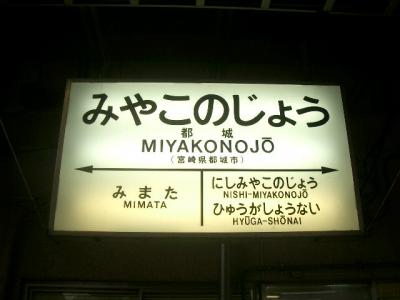 みやこのじょう
都城
MIYAKONOJŌ
(宮崎県都城市)
みまた
MIMATA
にしみやこのじょう
NISHI-MIYAKONOJŌ
ひゅうがしょうない
HYŪGA-SHŌNAI